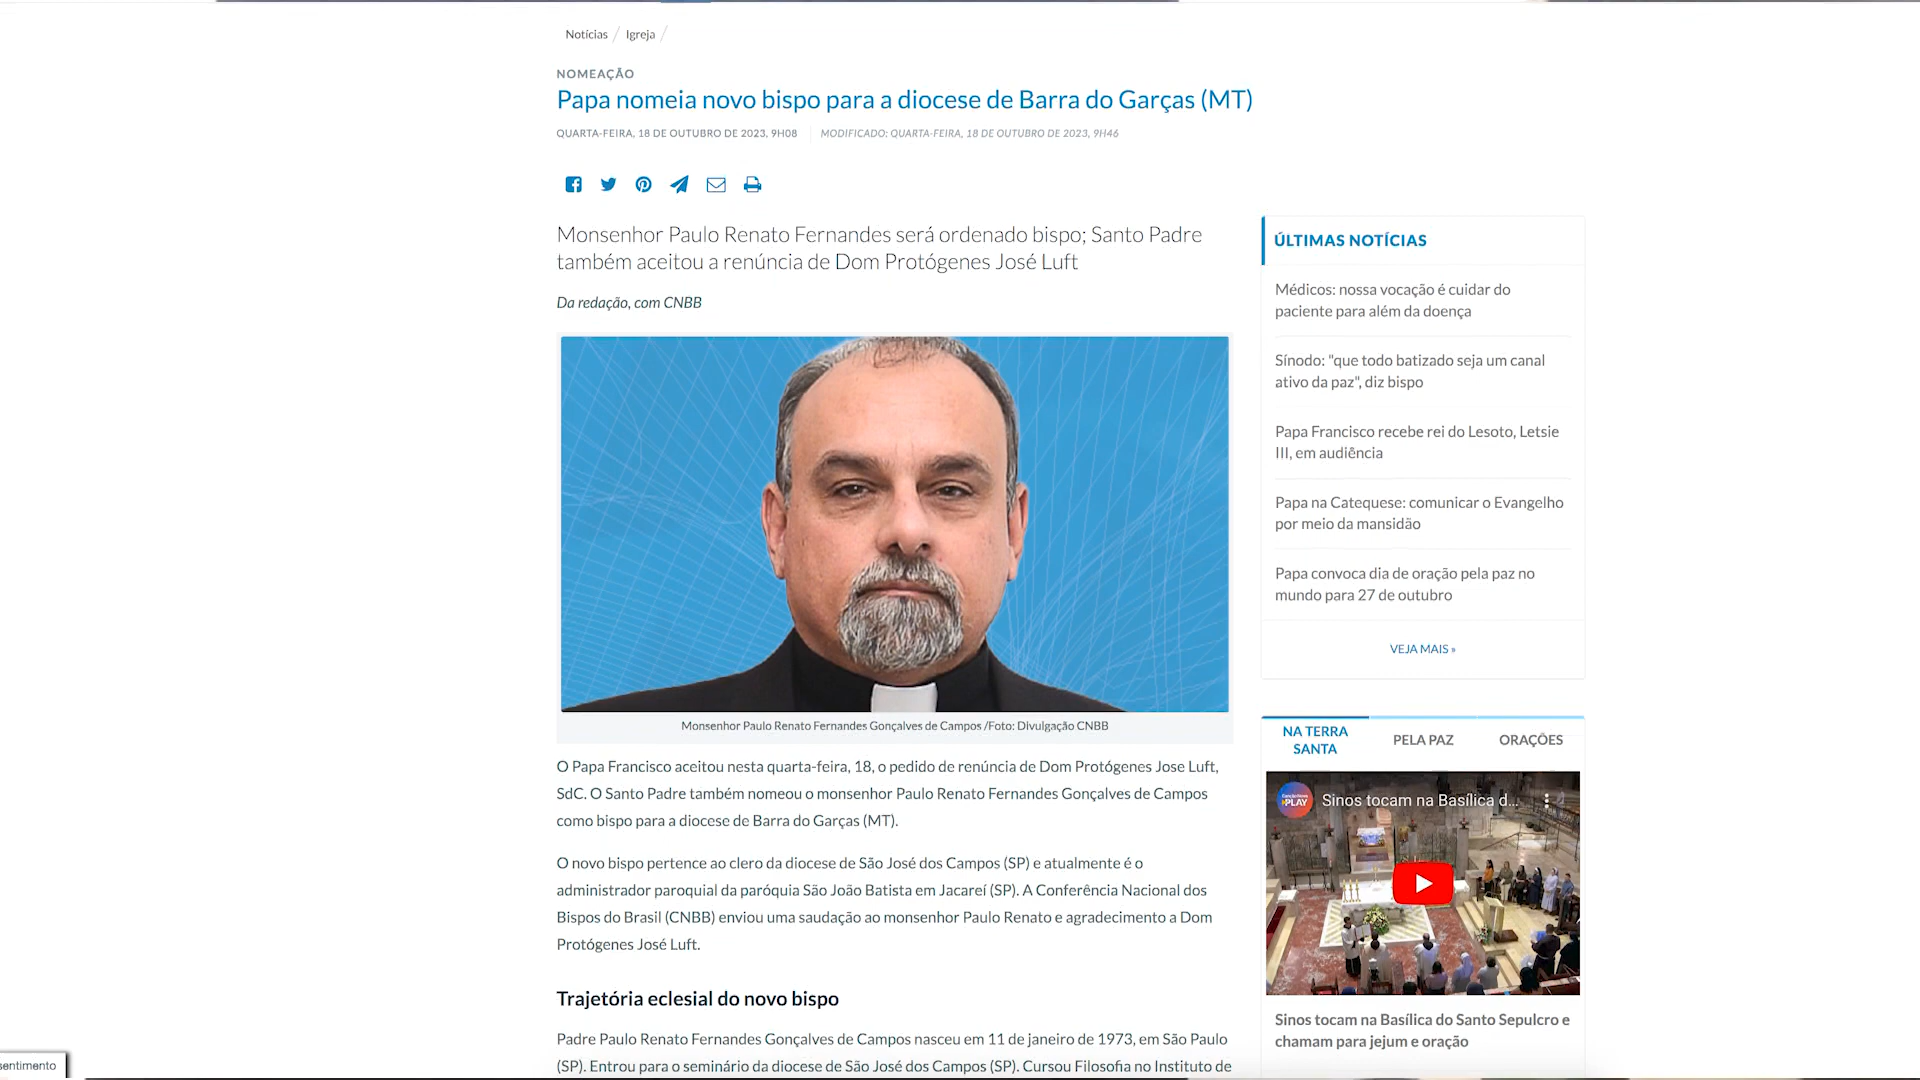 Notícias / Igreja /
NOMEAÇÃO
Papa nomeia novo bispo para a diocese de Barra do Garças (MT)
QUARTA-FEIRA, 18 DE OUTUBRO DE 2023, 9H08
MODIFICADO: QUARTA-FEIRA, 18 DE OUTUBRO DE 2023, 9H46
Monsenhor Paulo Renato Fernandes será ordenado bispo; Santo Padre
também aceitou a renúncia de Dom Protógenes José Luft
Da redação, com CNBB
Monsenhor Paulo Renato Fernandes Gonçalves de Campos /Foto: Divulgação CNBB
O Papa Francisco aceitou nesta quarta-feira, 18, o pedido de renúncia de Dom Protógenes Jose Luft,
SdC. O Santo Padre também nomeou o monsenhor Paulo Renato Fernandes Gonçalves de Campos
como bispo para a diocese de Barra do Garças (MT).
O novo bispo pertence ao clero da diocese de São José dos Campos (SP) e atualmente é o
administrador paroquial da paróquia São João Batista em Jacareí (SP). A Conferência Nacional dos
Bispos do Brasil (CNBB) enviou uma saudação ao monsenhor Paulo Renato e agradecimento a Dom
Protógenes José Luft.
Trajetória eclesial do novo bispo
Padre Paulo Renato Fernandes Gonçalves de Campos nasceu em 11 de janeiro de 1973, em São Paulo
(SP). Entrou para o seminário da diocese de São José dos Campos (SP). Cursou Filosofia no Instituto de
ÚLTIMAS NOTÍCIAS
Médicos: nossa vocação é cuidar do
paciente para além da doença
Sínodo: "que todo batizado seja um canal
ativo da paz", diz bispo
Papa Francisco recebe rei do Lesoto, Letsie
III, em audiência
Papa na Catequese: comunicar o Evangelho
por meio da mansidão
Papa convoca dia de oração pela paz no
mundo para 27 de outubro
VEJA MAIS »
NA TERRA
SANTA
PELA PAZ
ORAÇÕES
PLAY
Sinos tocam na Basílica d...
Sinos tocam na Basílica do Santo Sepulcro e
chamam para jejum e oração
sentimento